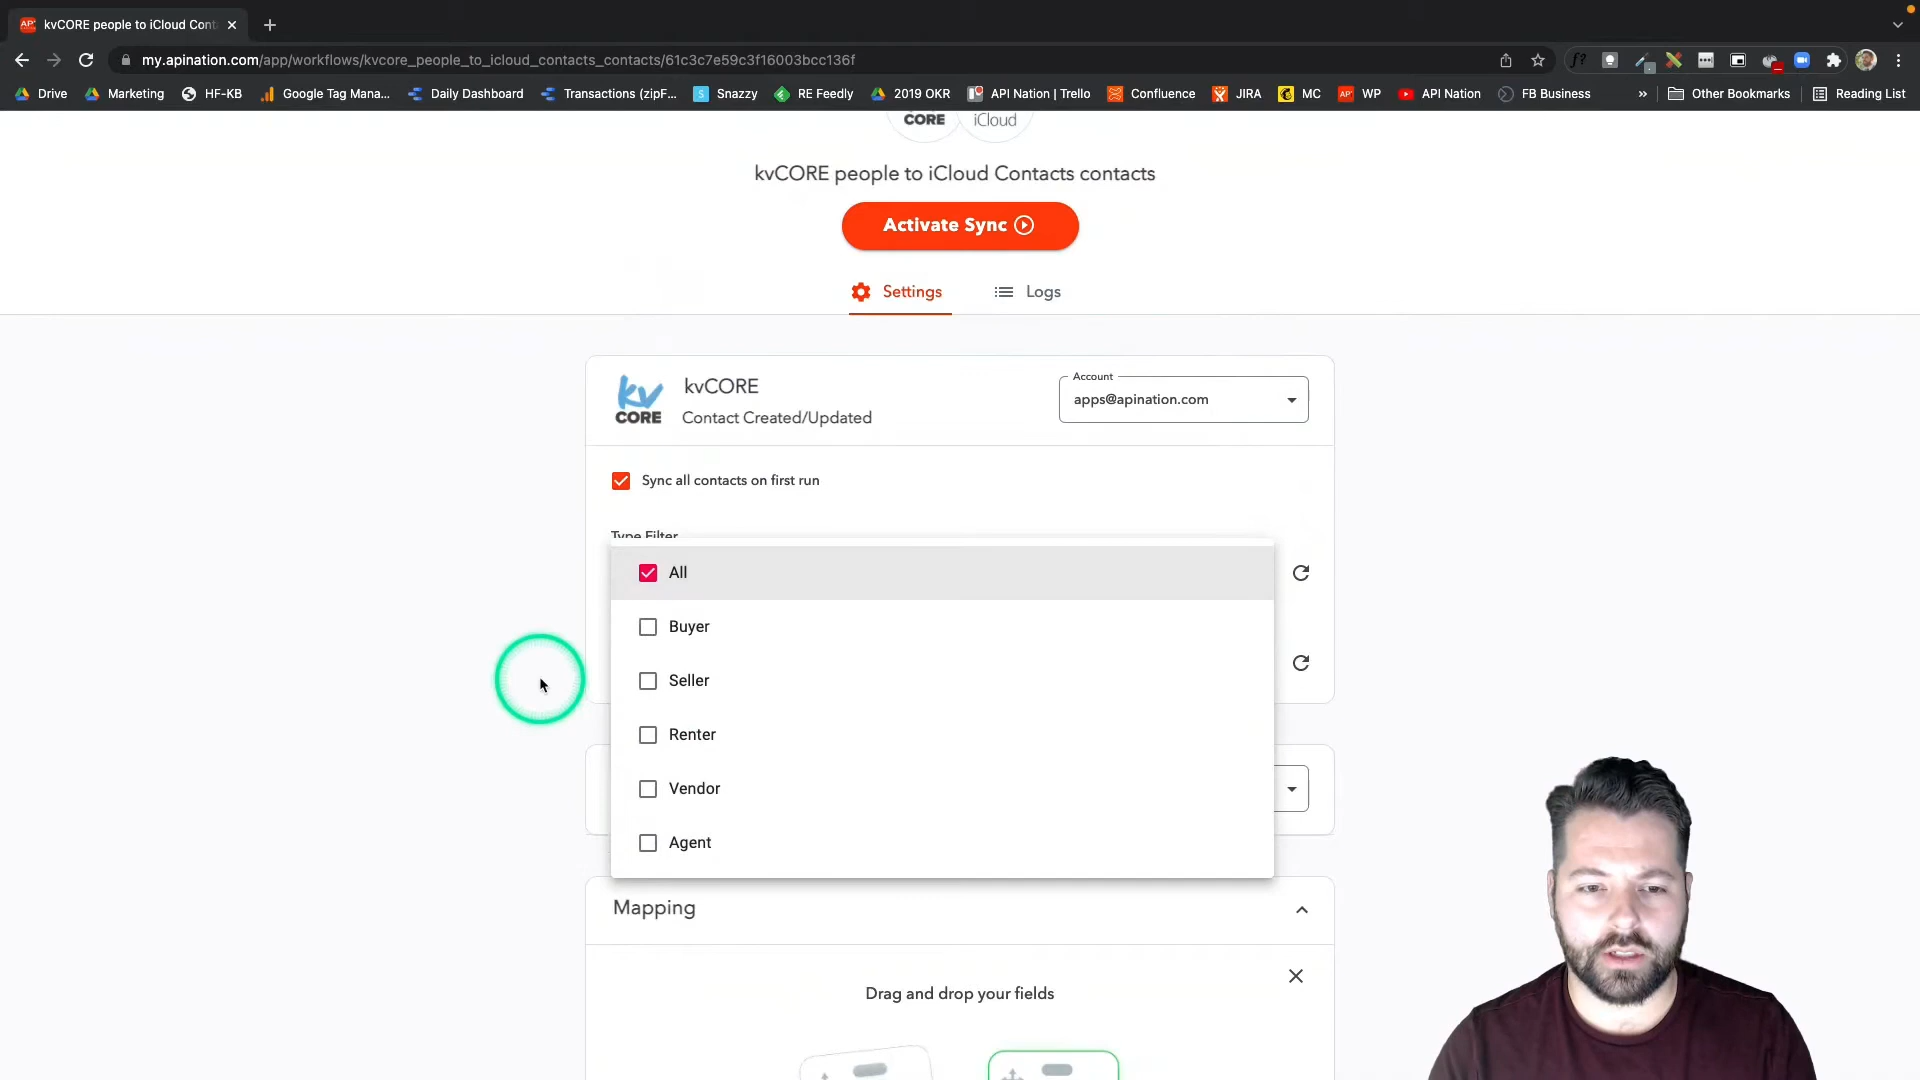 kvCORE people to iCloud Cont
my.apination.com/app/workflows/kvcore_people_to_icloud_contacts_contacts/61c3c7e59c3f16003bcc136f
Drive Marketing HF-KB Google Tag Mana... Daily Dashboard Transactions (zipF... Snazzy RE Feedly 2019 OKR API Nation | Trello Confluence JIRA MC WP API Nation FB Business » Other Bookmarks Reading List
CORE iCloud
kvCORE people to iCloud Contacts contacts
Activate Sync
Settings Logs
kv CORE
kvCORE
Contact Created/Updated
Account
apps@apination.com
Sync all contacts on first run
Type Filter
All
Buyer
Seller
Renter
Vendor
Agent
Mapping
Drag and drop your fields